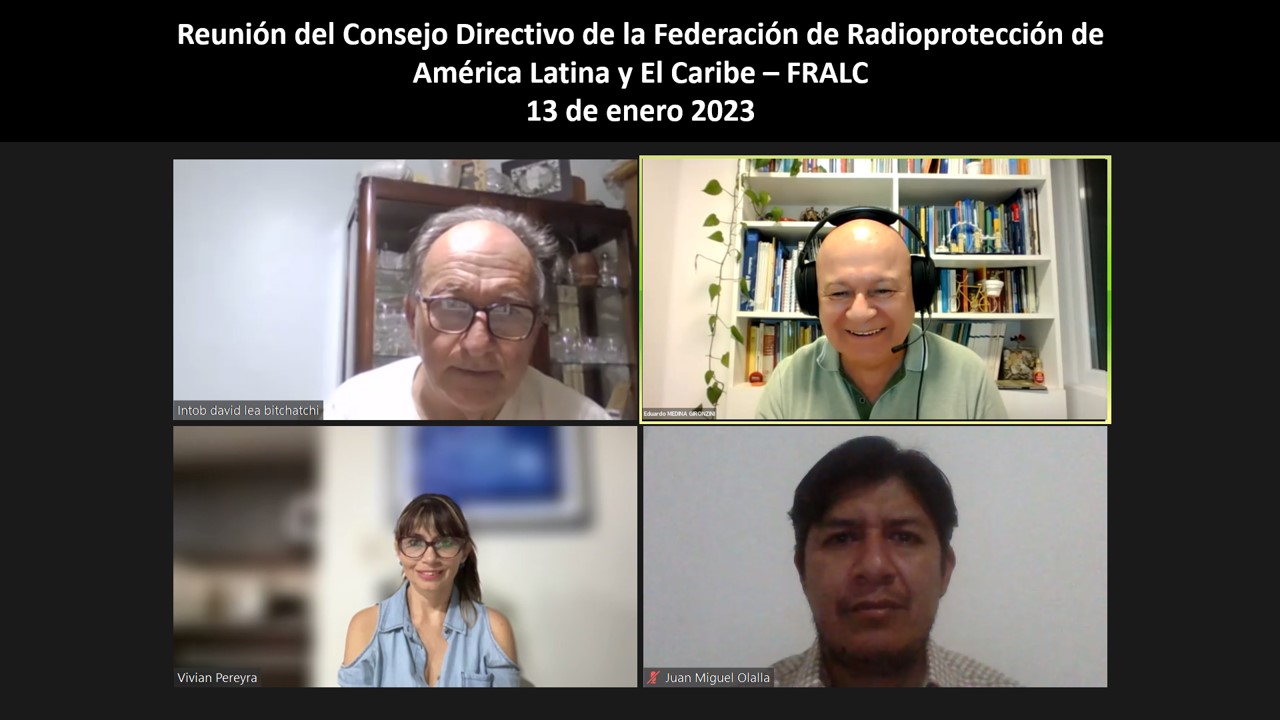 Reunión del Consejo Directivo de la Federación de Radioprotección de
América Latina y El Caribe – FRALC
13 de enero 2023
Intob david lea bitchatchi
Eduardo MEDINA GIRONZINI
Vivian Pereyra
Juan Miguel Olalla